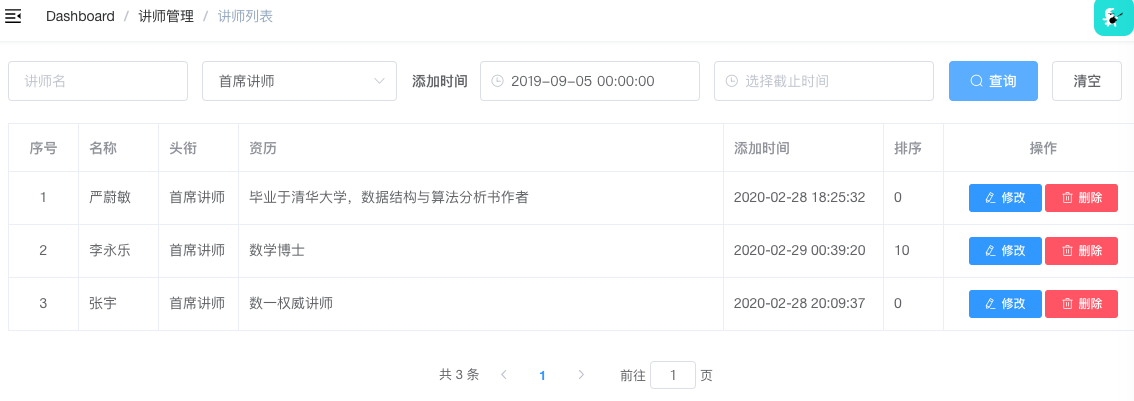 Dashboard / 讲师管理 / 讲师列表
讲师名 首席讲师 添加时间 2019-09-05 00:00:00 选择截止时间 查询 清空
序号 名称 头衔 资历 添加时间 排序 操作
1 严蔚敏 首席讲师 毕业于清华大学，数据结构与算法分析书作者 2020-02-28 18:25:32 0 修改 删除
2 李永乐 首席讲师 数学博士 2020-02-29 00:39:20 10 修改 删除
3 张宇 首席讲师 数一权威讲师 2020-02-28 20:09:37 0 修改 删除
共 3 条 1 前往 1 页